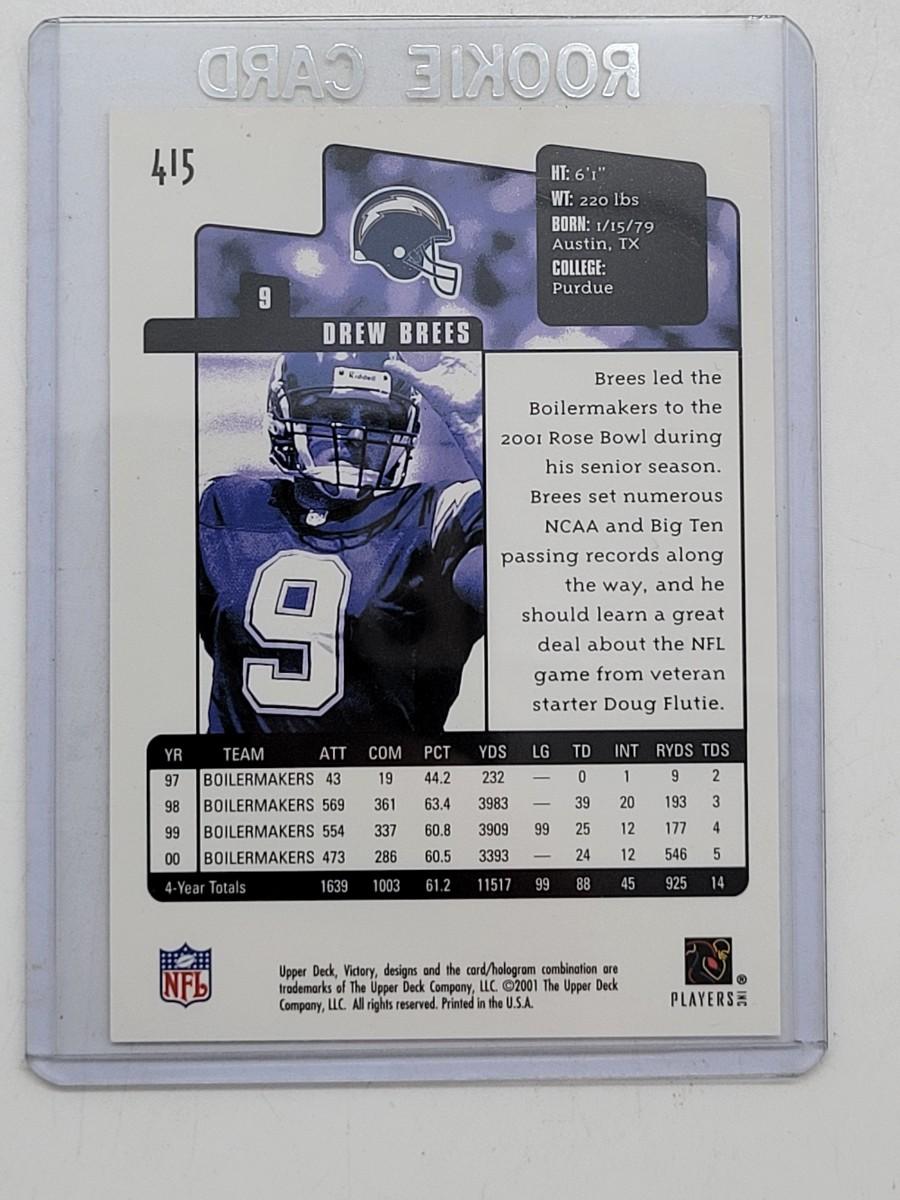 ROOKIE CARD
415
HT: 6'1"
WT: 220 lbs
BORN: 1/15/79
Austin, TX
COLLEGE:
Purdue
9
DREW BREES
Riddell
9
Brees led the
Boilermakers to the
2001 Rose Bowl during
his senior season.
Brees set numerous
NCAA and Big Ten
passing records along
the way, and he
should learn a great
deal about the NFL
game from veteran
starter Doug Flutie.
YR TEAM ATT COM PCT YDS LG TD INT RYDS TDS
97 BOILERMAKERS 43 19 44.2 232 — 0 1 9 2
98 BOILERMAKERS 569 361 63.4 3983 — 39 20 193 3
99 BOILERMAKERS 554 337 60.8 3909 99 25 12 177 4
00 BOILERMAKERS 473 286 60.5 3393 — 24 12 546 5
4-Year Totals 1639 1003 61.2 11517 99 88 45 925 14
NFL
Upper Deck, Victory, designs and the card/hologram combination are
trademarks of The Upper Deck Company, LLC. ©2001 The Upper Deck
Company, LLC. All rights reserved. Printed in the U.S.A.
PLAYERS INC ®